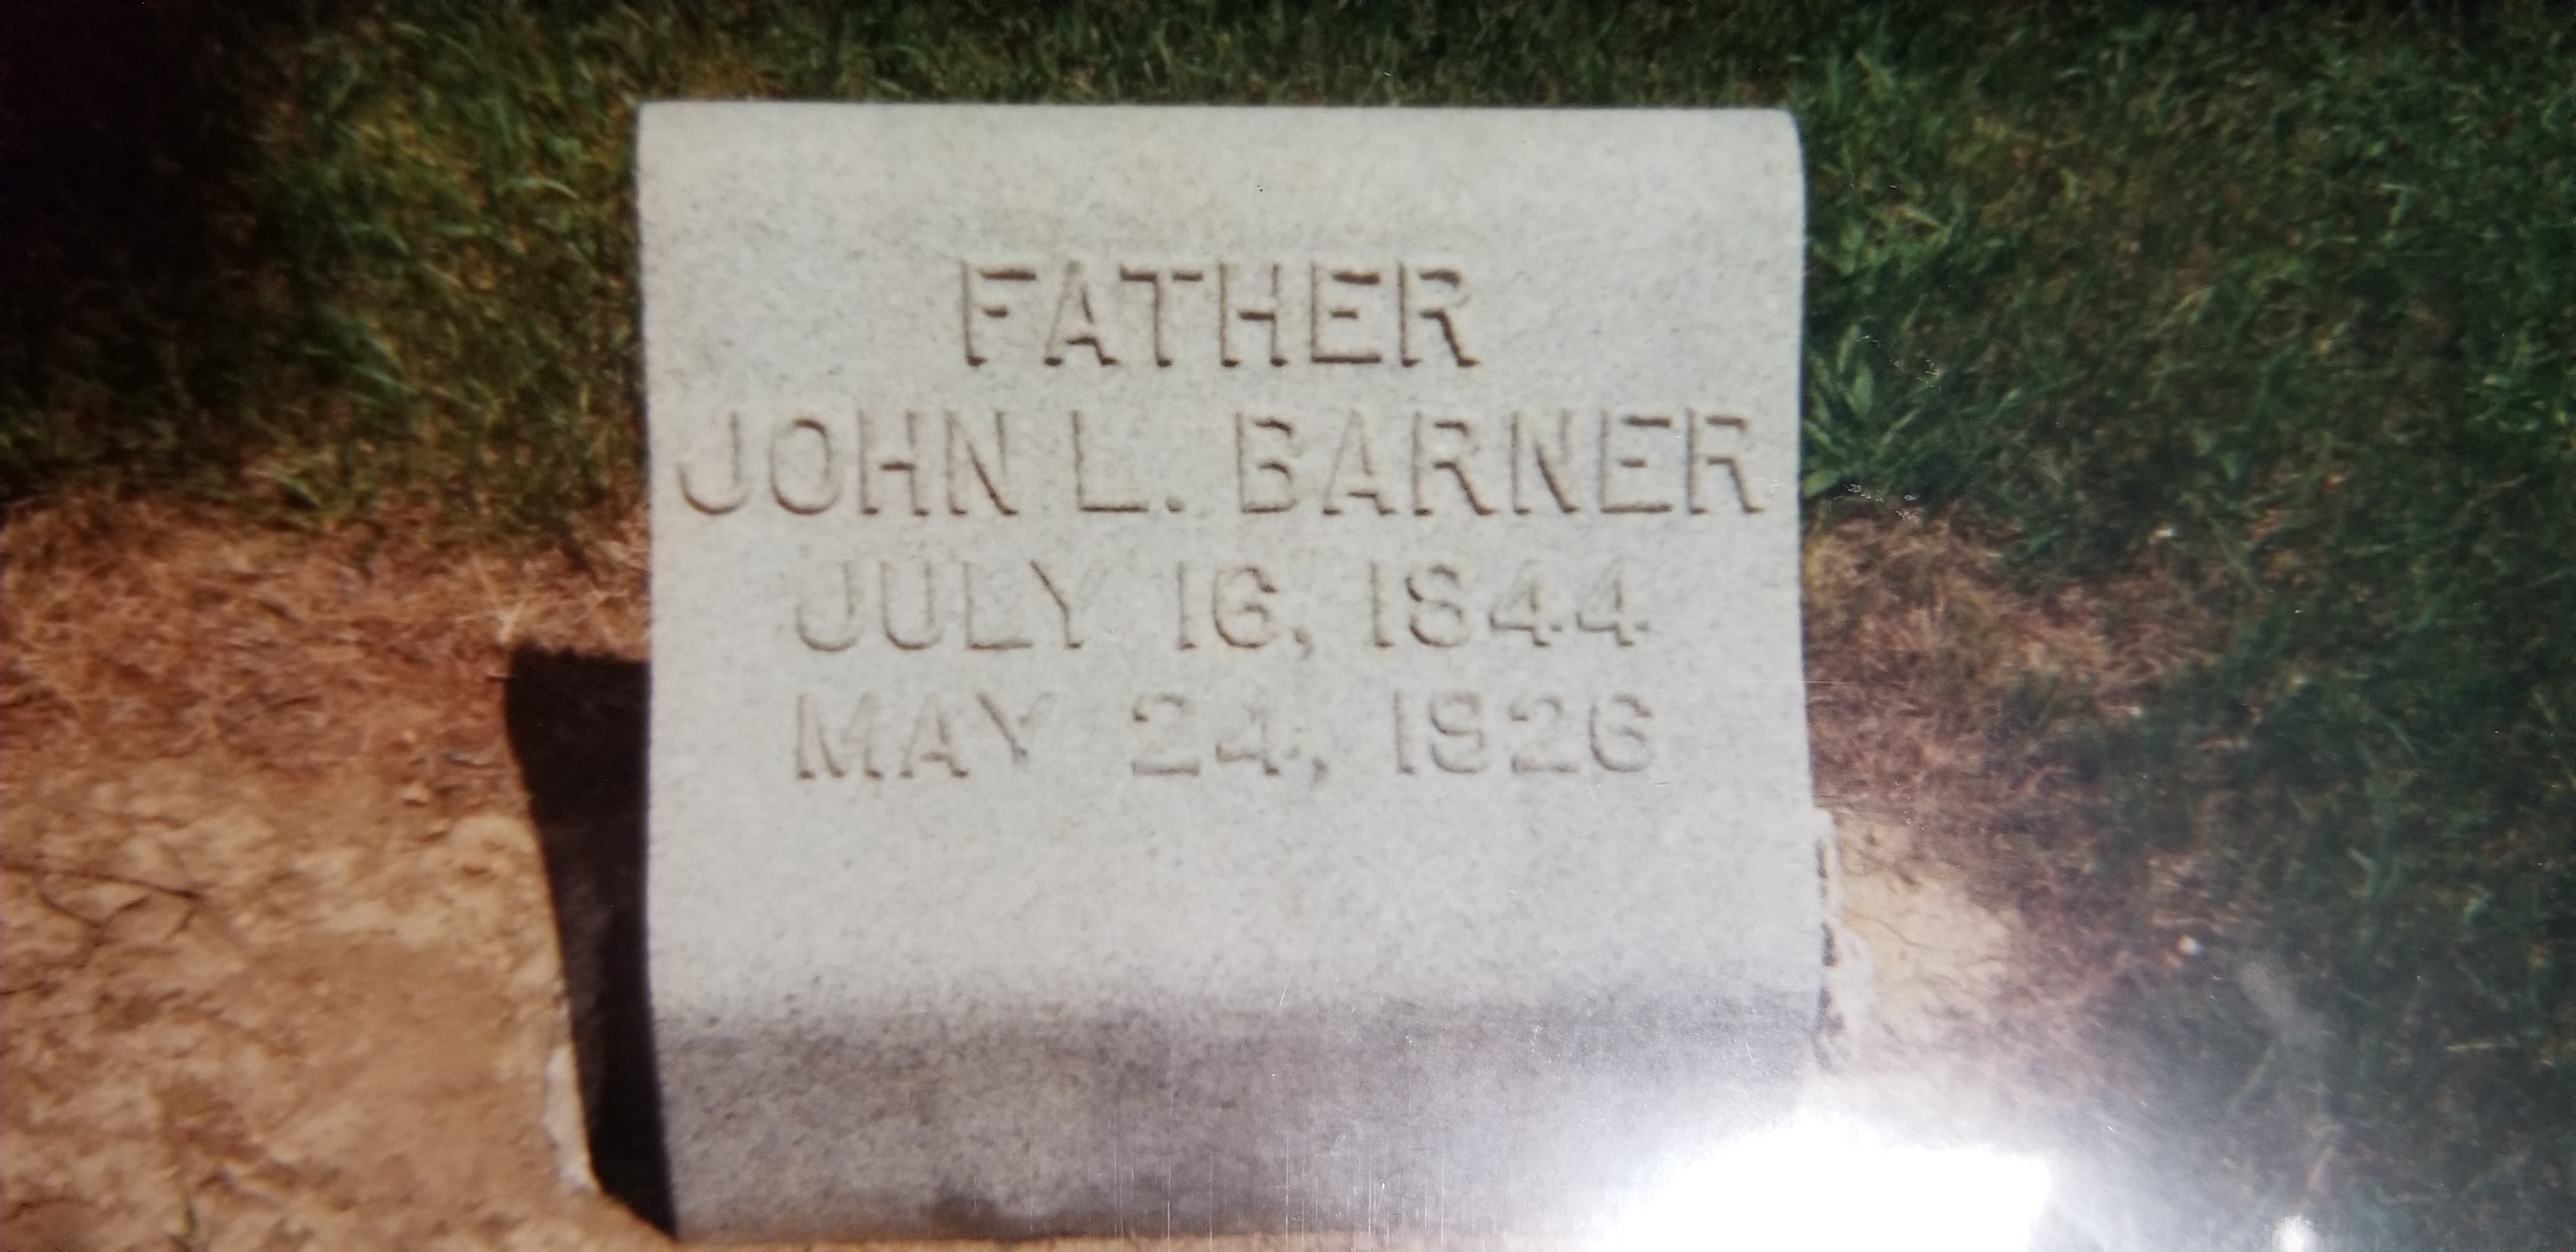 FATHER
JOHN L. BARNER
JULY 16, 1844
MAY 24, 1926